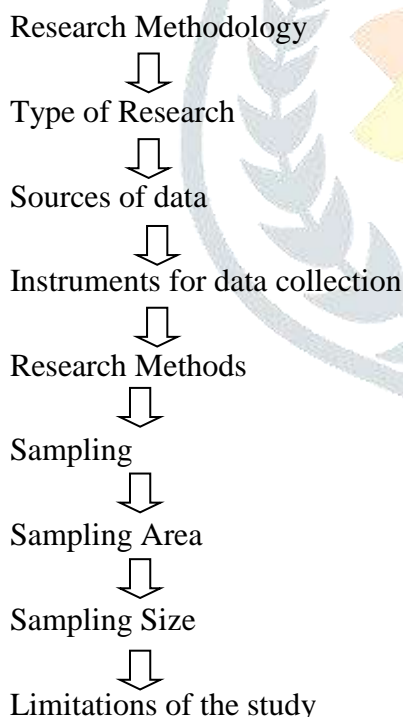 Research Methodology
Type of Research
Sources of data
Instruments for data collection
Research Methods
Sampling
Sampling Area
Sampling Size
Limitations of the study